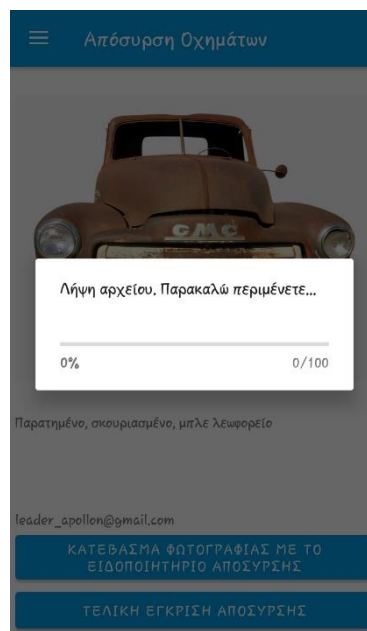 Απόσυρση Οχημάτων
GMC
Λήψη αρχείου. Παρακαλώ περιμένετε...
0%
0/100
Παρατημένο, σκουριασμένο, μπλε λεωφορείο
leader_apollon@gmail.com
ΚΑΤΕΒΑΣΜΑ ΦΩΤΟΓΡΑΦΙΑΣ ΜΕ ΤΟ
ΕΙΔΟΠΟΙΗΤΗΡΙΟ ΑΠΟΣΥΡΣΗΣ
ΤΕΛΙΚΗ ΕΓΚΡΙΣΗ ΑΠΟΣΥΡΣΗΣ